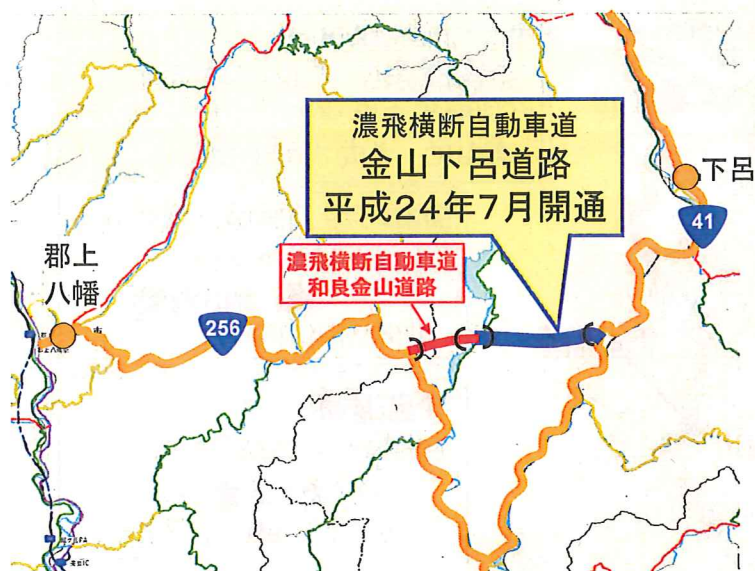 濃飛横断自動車道
金山下呂道路
平成24年7月開通
下呂
41
郡上
八幡
濃飛横断自動車道
和良金山道路
256
市